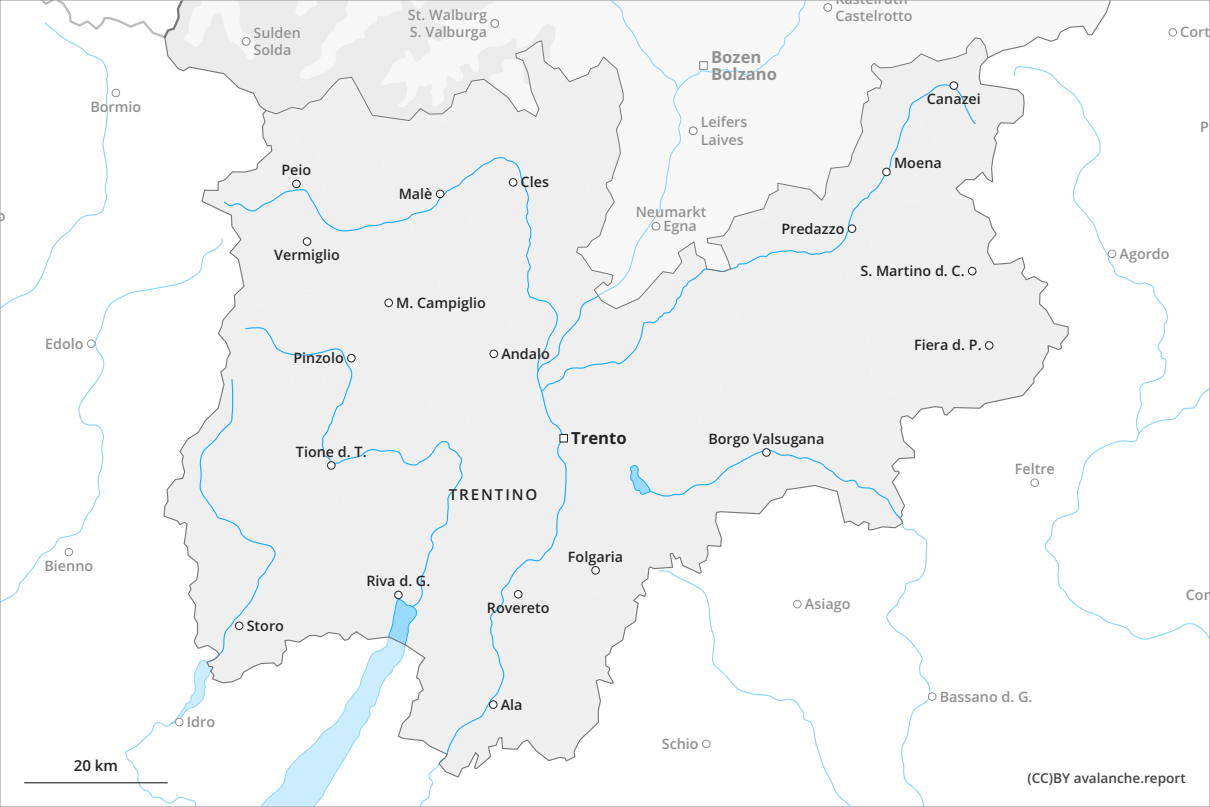 Kastelruth
Castelrotto
St. Walburg
S. Valburga
Sulden
Solda
Cort
Bozen
Bolzano
Bormio
Canazei
Leifers
Laives
P
Moena
Peio
Malè
Cles
Neumarkt
Egna
Predazzo
Vermiglio
Agordo
S. Martino d. C.
M. Campiglio
Edolo
Pinzolo
Andalo
Fiera d. P.
Trento
Borgo Valsugana
Tione d. T.
Feltre
TRENTINO
Bienno
Folgaria
Riva d. G.
Cor
Rovereto
Asiago
Storo
Bassano d. G.
Ala
Idro
Schio
20 km
(CC)BY avalanche.report